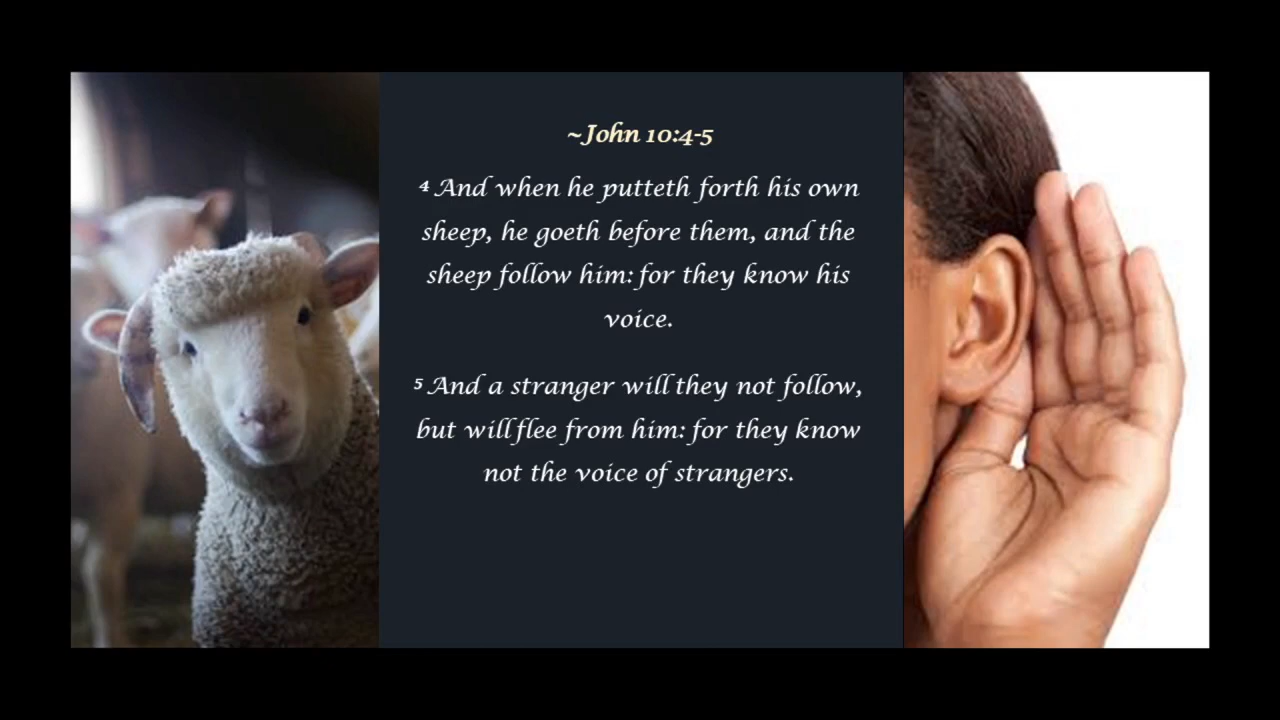 ~John 10:4-5
4 And when he putteth forth his own
sheep, he goeth before them, and the
sheep follow him: for they know his
voice.
5 And a stranger will they not follow,
but will flee from him: for they know
not the voice of strangers.